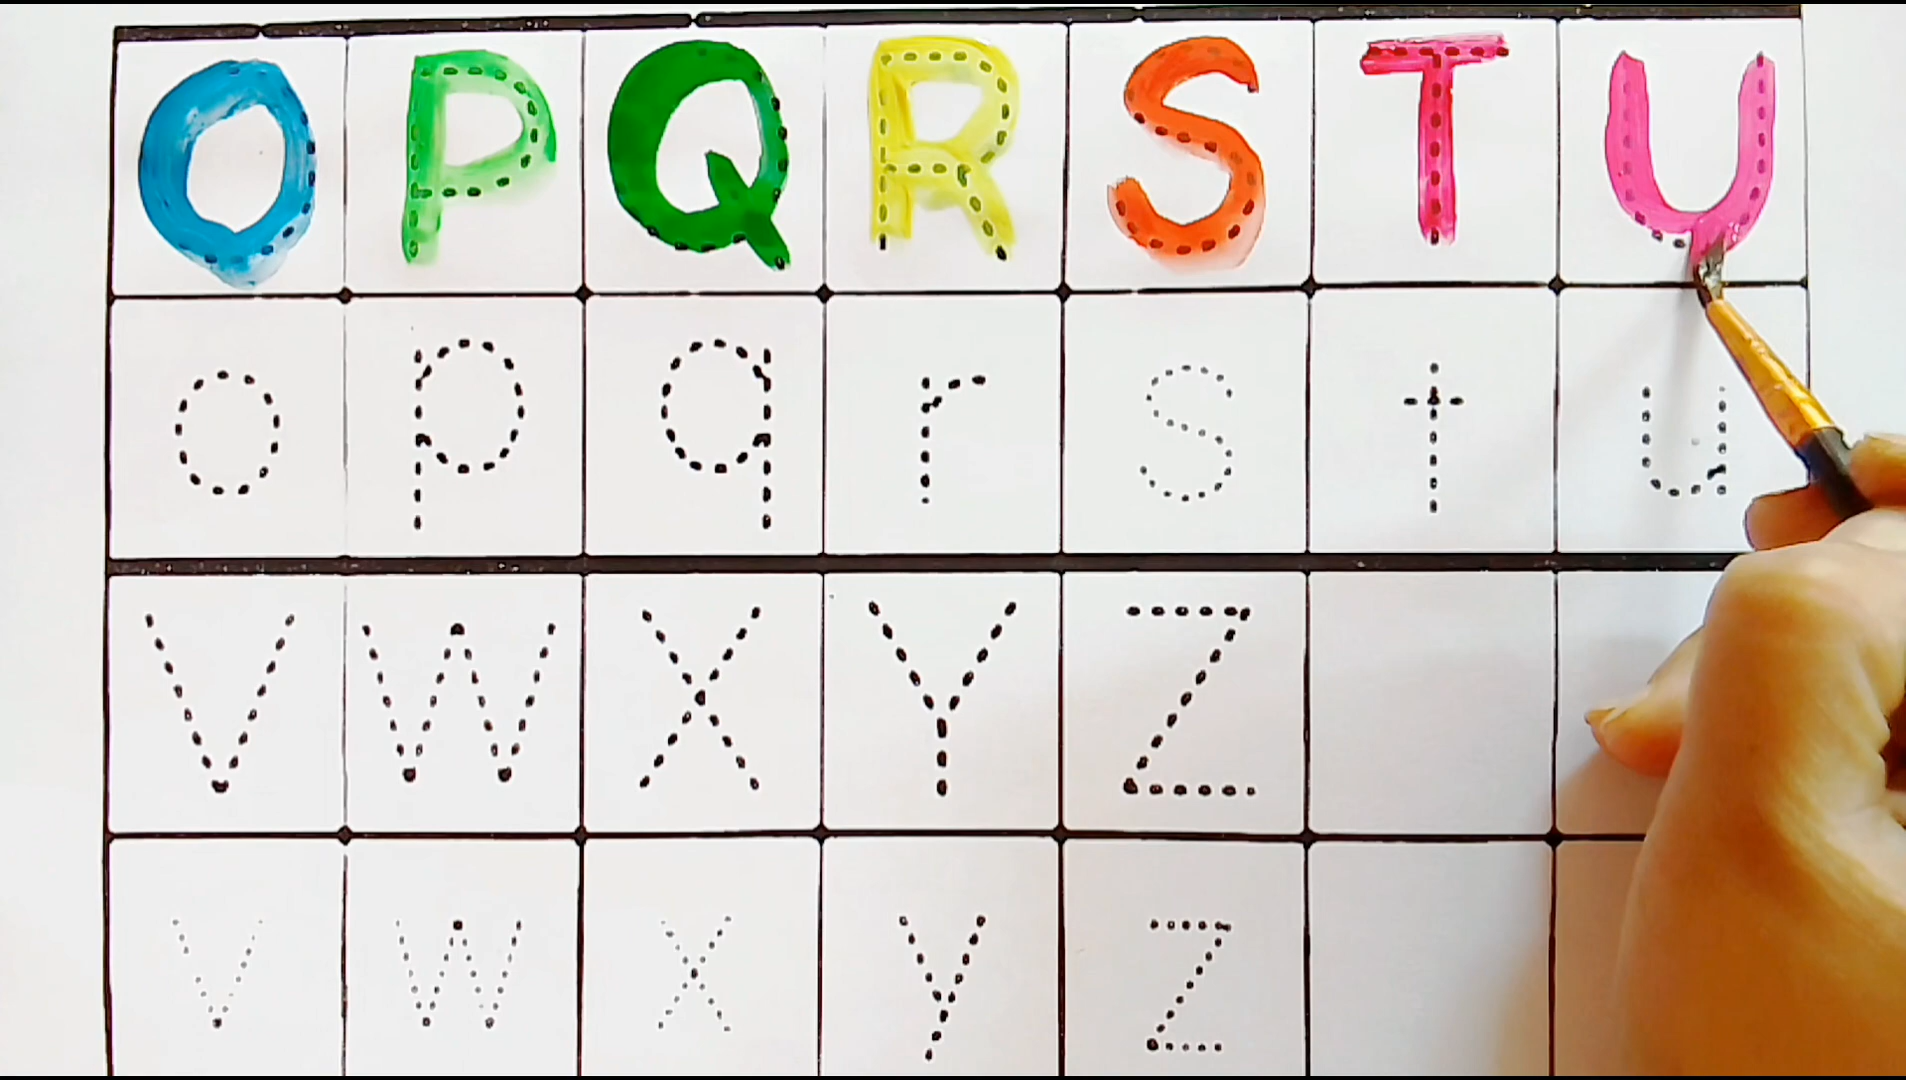 O P Q R S T U
o p q r s t u
V W X Y Z
v w x y z